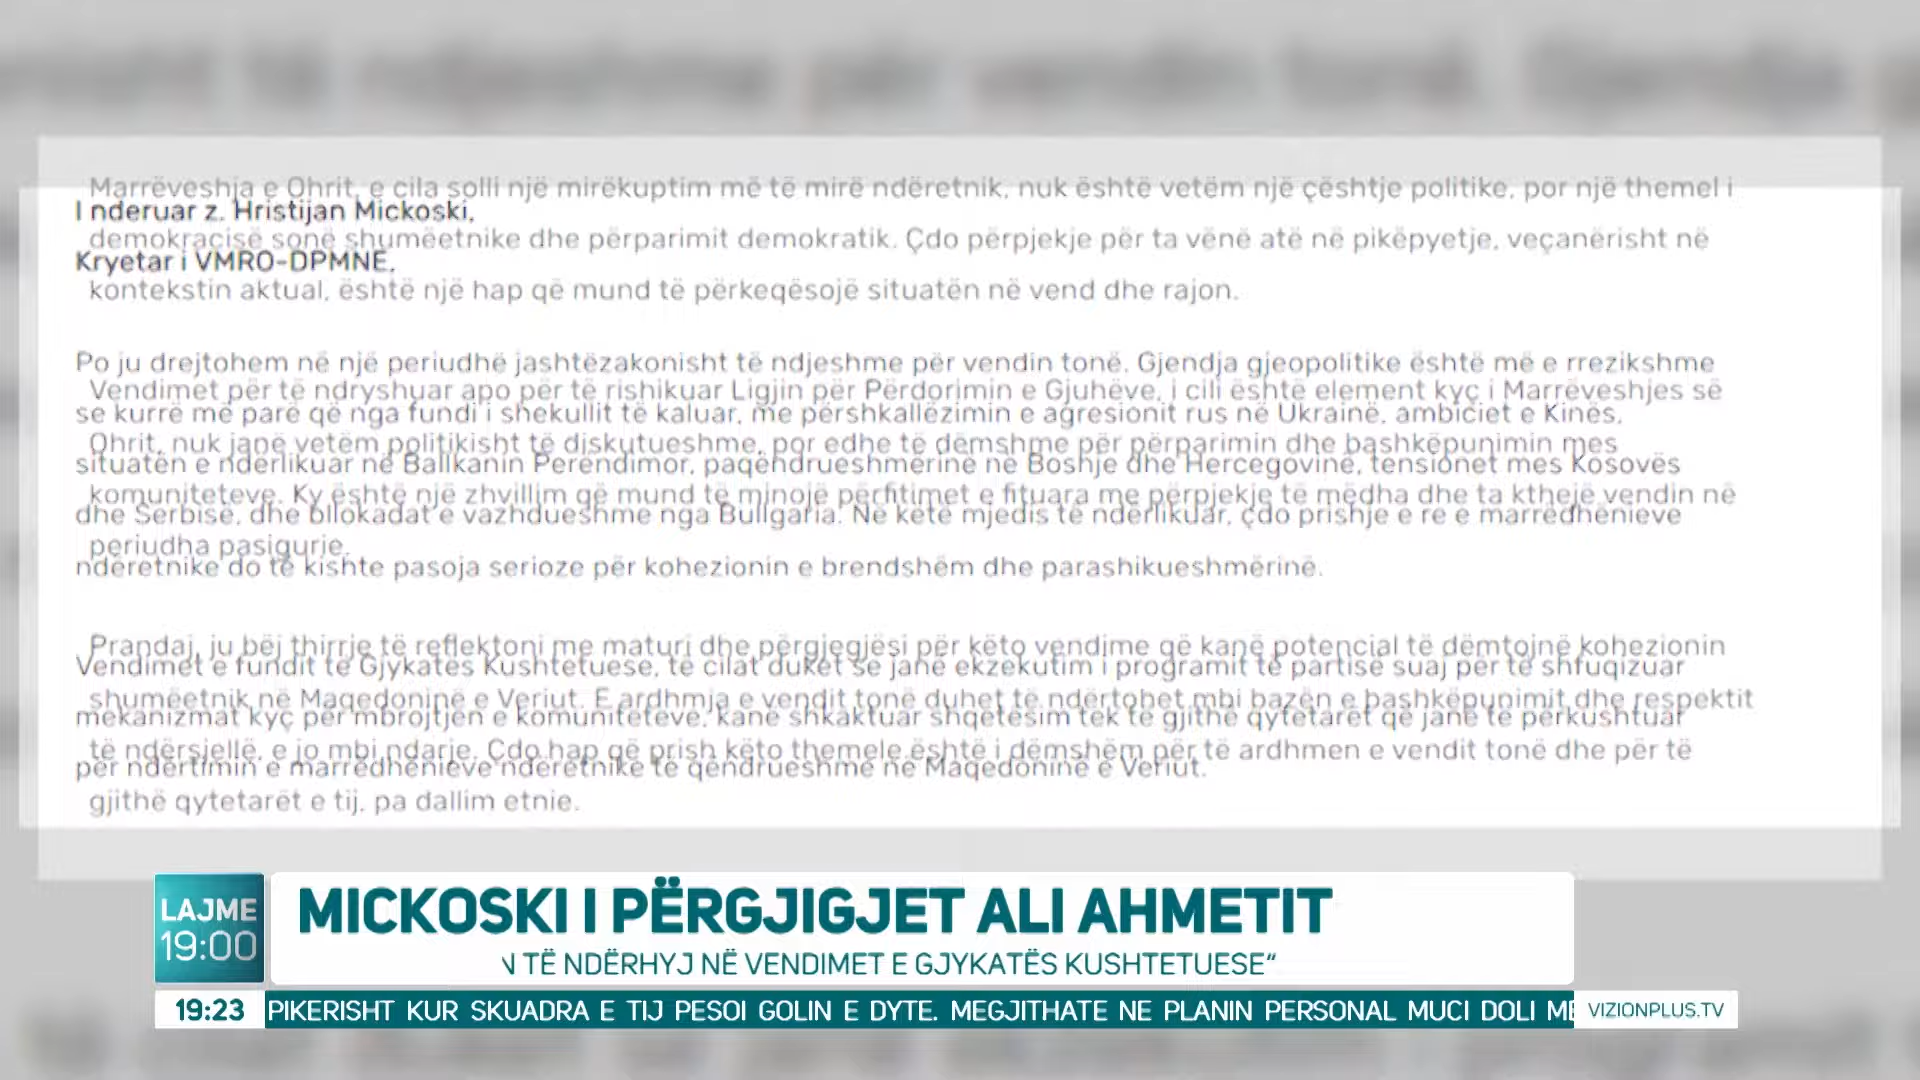 I nderuar z. Hristijan Mickoski,
Kryetar i VMRO-DPMNE,
Po ju drejtohem në një periudhë jashtëzakonisht të ndjeshme për vendin tonë. Gjendja gjeopolitike është më e rrezikshme
se kurrë më parë që nga fundi i shekullit të kaluar, me përshkallëzimin e agresionit rus në Ukrainë, ambiciet e Kinës,
situatën e ndërlikuar në Ballkanin Perëndimor, paqëndrueshmërinë në Boshje dhe Hercegovinë, tensionet mes Kosovës
dhe Serbisë, dhe bllokadat e vazhdueshme nga Bullgaria. Në këtë mjedis të ndërlikuar, çdo prishje e re e marrëdhënieve
ndëretnike do të kishte pasoja serioze për kohezionin e brendshëm dhe parashikueshmërinë.
Vendimet e fundit të Gjykatës Kushtetuese, të cilat duket se janë ekzekutim i programit të partisë suaj për të shfuqizuar
mekanizmat kyç për mbrojtjen e komuniteteve, kanë shkaktuar shqetësim tek të gjithë qytetarët që janë të përkushtuar
për ndërtimin e marrëdhënieve ndëretnike të qëndrueshme në Maqedoninë e Veriut.
Marrëveshja e Ohrit, e cila solli një mirëkuptim më të mirë ndëretnik, nuk është vetëm një çështje politike, por një themel i
demokracisë sonë shumëetnike dhe përparimit demokratik. Çdo përpjekje për ta vënë atë në pikëpyetje, veçanërisht në
kontekstin aktual, është një hap që mund të përkeqësojë situatën në vend dhe rajon.
Vendimet për të ndryshuar apo për të rishikuar Ligjin për Përdorimin e Gjuhëve, i cili është element kyç i Marrëveshjes së
Ohrit, nuk janë vetëm politikisht të diskutueshme, por edhe të dëmshme për përparimin dhe bashkëpunimin mes
komuniteteve. Ky është një zhvillim që mund të minojë përfitimet e fituara me përpjekje të mëdha dhe ta kthejë vendin në
periudha pasigurie.
Prandaj, ju bëj thirrje të reflektoni me maturi dhe përgjegjësi për këto vendime që kanë potencial të dëmtojnë kohezionin
shumëetnik në Maqedoninë e Veriut. E ardhmja e vendit tonë duhet të ndërtohet mbi bazën e bashkëpunimit dhe respektit
të ndërsjellë, e jo mbi ndarje. Çdo hap që prish këto themele është i dëmshëm për të ardhmen e vendit tonë dhe për të
gjithë qytetarët e tij, pa dallim etnie.
LAJME
19:00
MICKOSKI I PËRGJIGJET ALI AHMETIT
TË NDËRHYJ NË VENDIMET E GJYKATËS KUSHTETUESE“
19:23 PIKERISHT KUR SKUADRA E TIJ PESOI GOLIN E DYTE. MEGJITHATE NE PLANIN PERSONAL MUCI DOLI ME VIZIONPLUS.TV